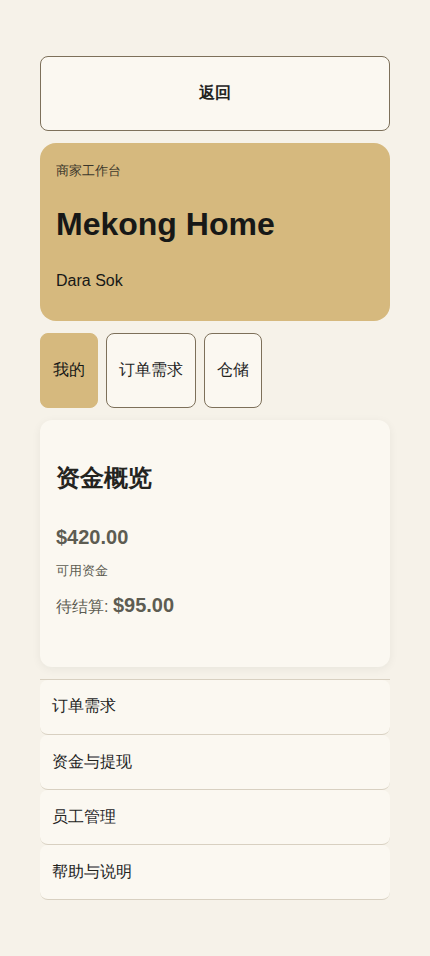 返回
商家工作台
Mekong Home
Dara Sok
我的
订单需求
仓储
资金概览
$420.00
可用资金
待结算: $95.00
订单需求
资金与提现
员工管理
帮助与说明